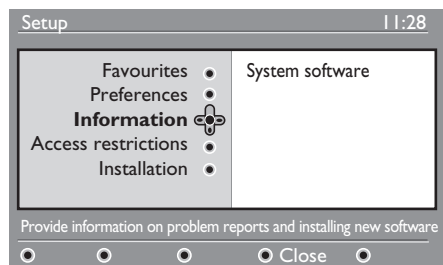 Setup 11:28
Favourites
Preferences
Information
Access restrictions
Installation
System software
Provide information on problem reports and installing new software
Close